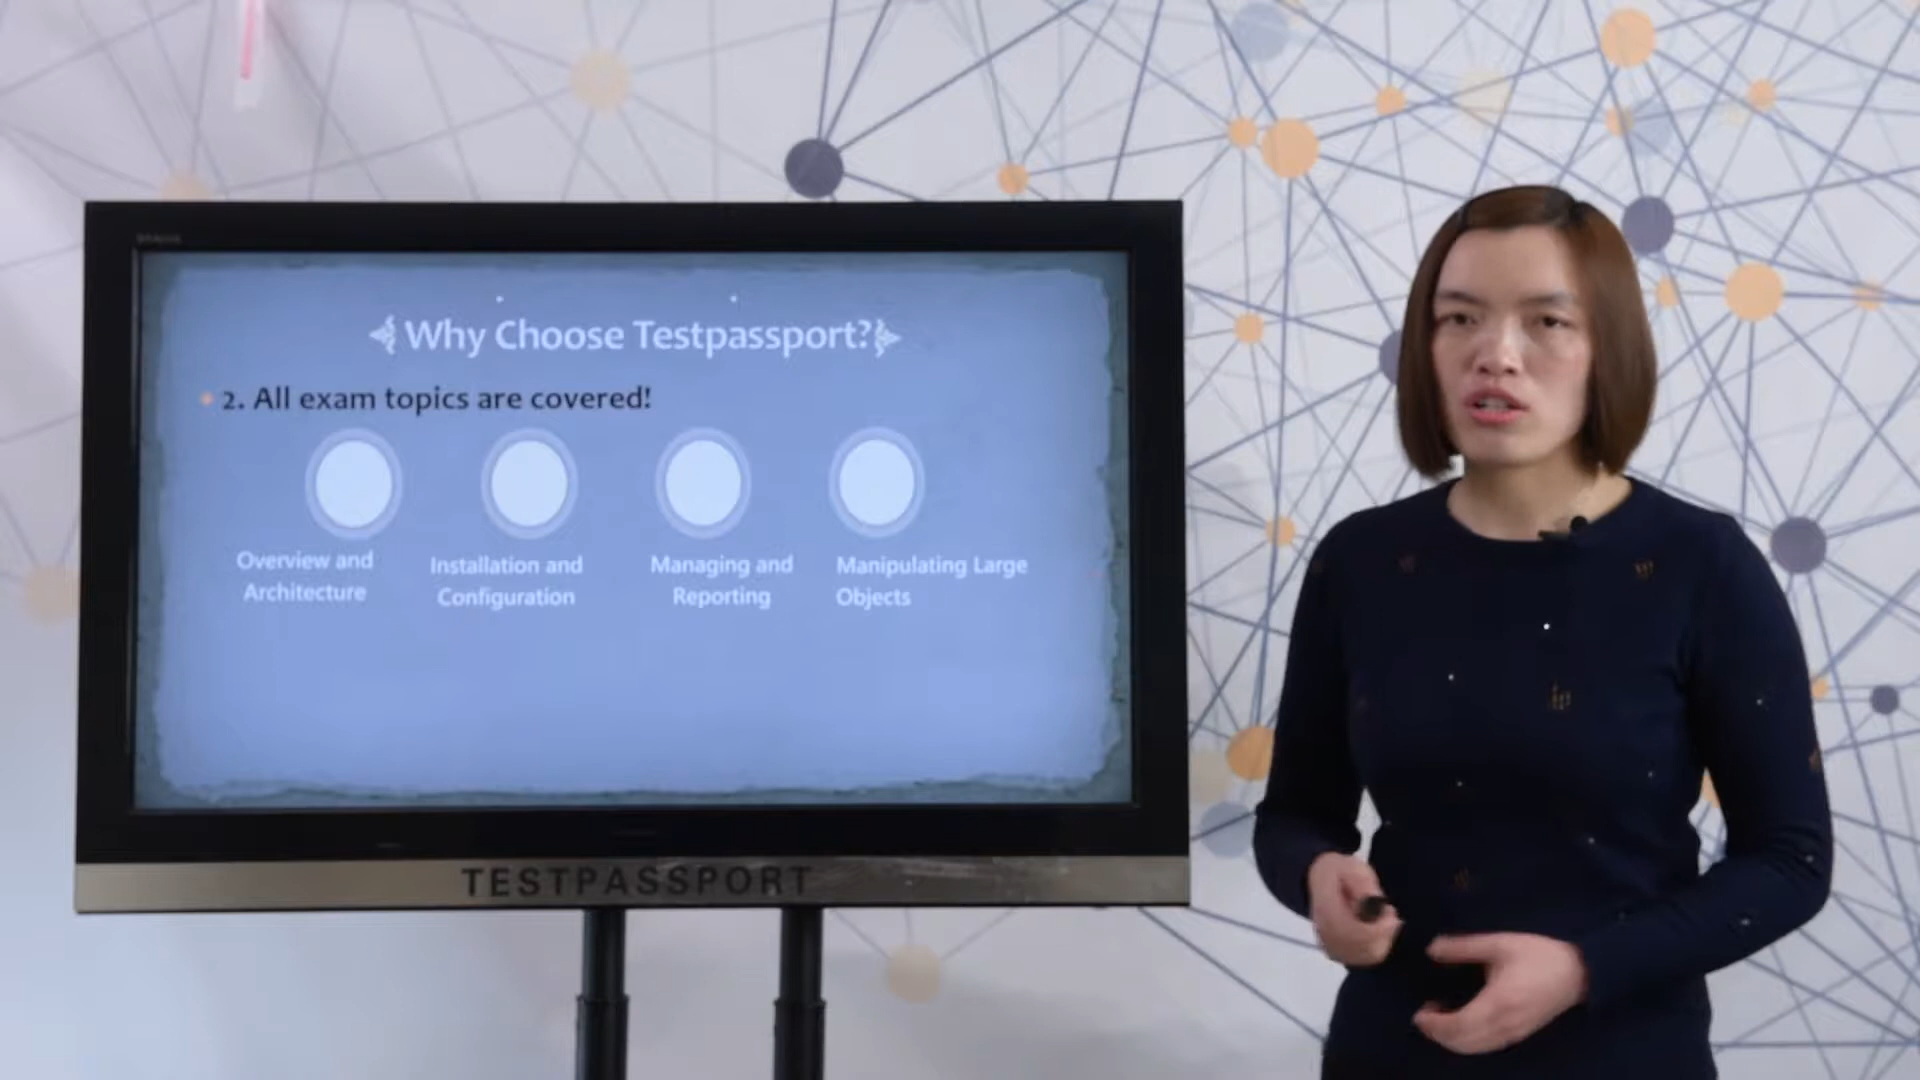 Why Choose Testpassport?
2. All exam topics are covered!
Overview and
Architecture
Installation and
Configuration
Managing and
Reporting
Manipulating Large
Objects
TESTPASSPORT